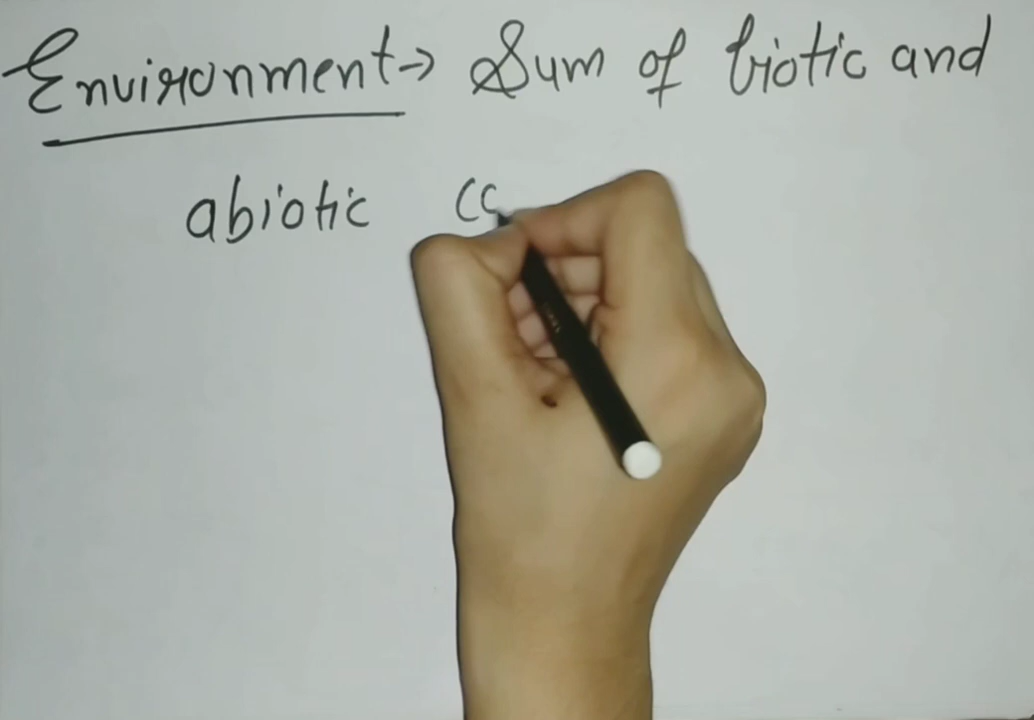 Environment→ Sum of biotic and
abiotic